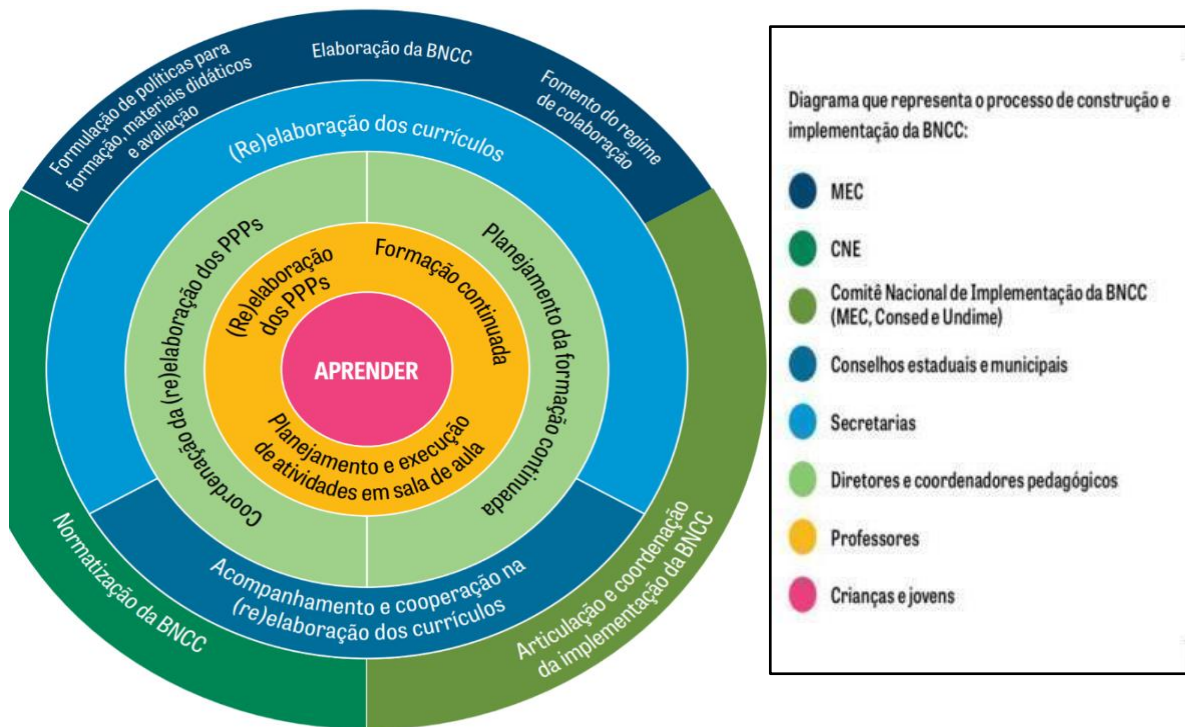 Formulação de políticas para
formação, materiais didáticos
e avaliação
Elaboração da BNCC
Fomento do regime
de colaboração
(Re)elaboração dos currículos
Coordenação da (re)elaboração dos PPPs
Planejamento da formação continuada
(Re)elaboração
dos PPPs
Formação continuada
APRENDER
Planejamento e execução
de atividades em sala de aula
Acompanhamento e cooperação na
(re)elaboração dos currículos
Normatização da BNCC
Articulação e coordenação
da implementação da BNCC
Diagrama que representa o processo de construção e
implementação da BNCC:
MEC
CNE
Comitê Nacional de Implementação da BNCC
(MEC, Consed e Undime)
Conselhos estaduais e municipais
Secretarias
Diretores e coordenadores pedagógicos
Professores
Crianças e jovens